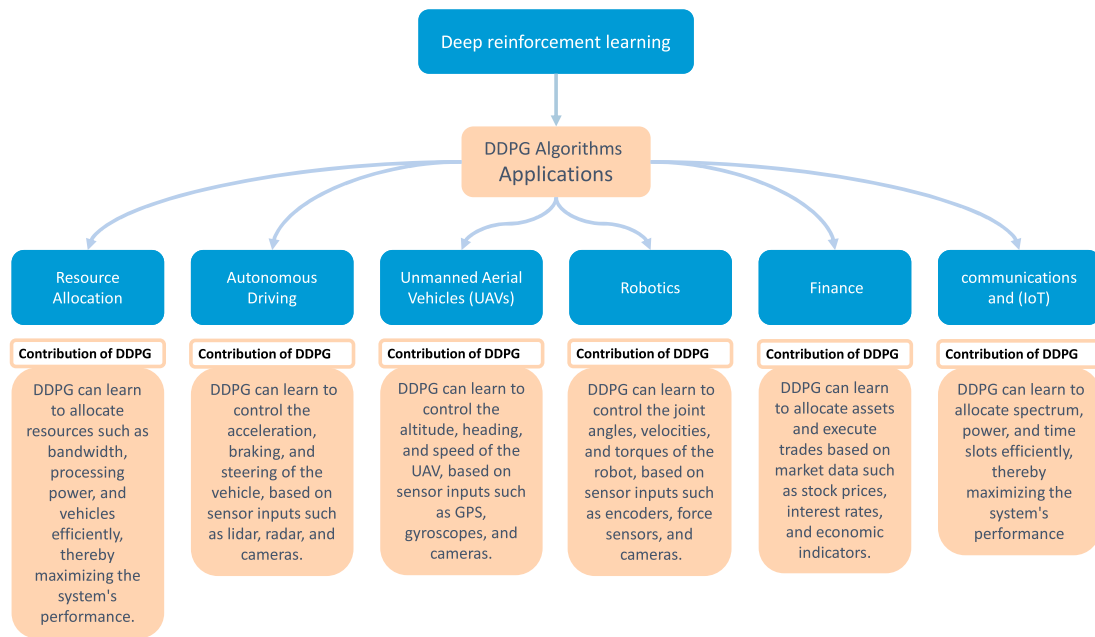 Deep reinforcement learning
DDPG Algorithms
Applications
Resource
Allocation
Contribution of DDPG
DDPG can learn
to allocate
resources such as
bandwidth,
processing
power, and
vehicles
efficiently,
thereby
maximizing the
system's
performance.
Autonomous
Driving
Contribution of DDPG
DDPG can learn to
control the
acceleration,
braking, and
steering of the
vehicle, based on
sensor inputs such
as lidar, radar, and
cameras.
Unmanned Aerial
Vehicles (UAVs)
Contribution of DDPG
DDPG can learn to
control the
altitude, heading,
and speed of the
UAV, based on
sensor inputs such
as GPS,
gyroscopes, and
cameras.
Robotics
Contribution of DDPG
DDPG can learn to
control the joint
angles, velocities,
and torques of the
robot, based on
sensor inputs such
as encoders, force
sensors, and
cameras.
Finance
Contribution of DDPG
DDPG can learn
to allocate assets
and execute
trades based on
market data such
as stock prices,
interest rates,
and economic
indicators.
communications
and (IoT)
Contribution of DDPG
DDPG can learn to
allocate spectrum,
power, and time
slots efficiently,
thereby
maximizing the
system's
performance